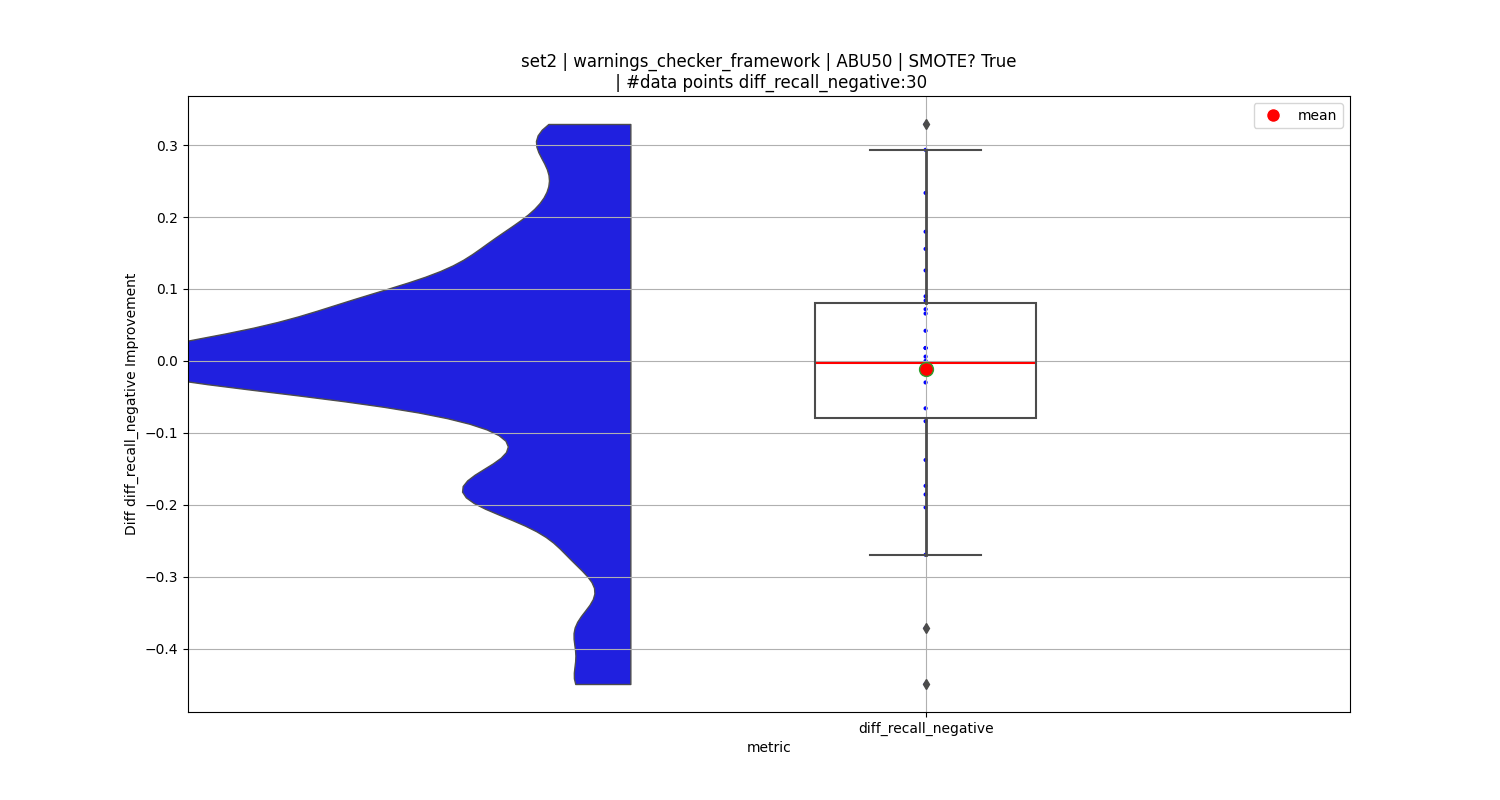 set2 | warnings_checker_framework | ABU50 | SMOTE? True
| #data points diff_recall_negative:30
mean
0.3
0.2
0.1
0.0
−0.1
−0.2
−0.3
−0.4
Diff diff_recall_negative Improvement
diff_recall_negative
metric